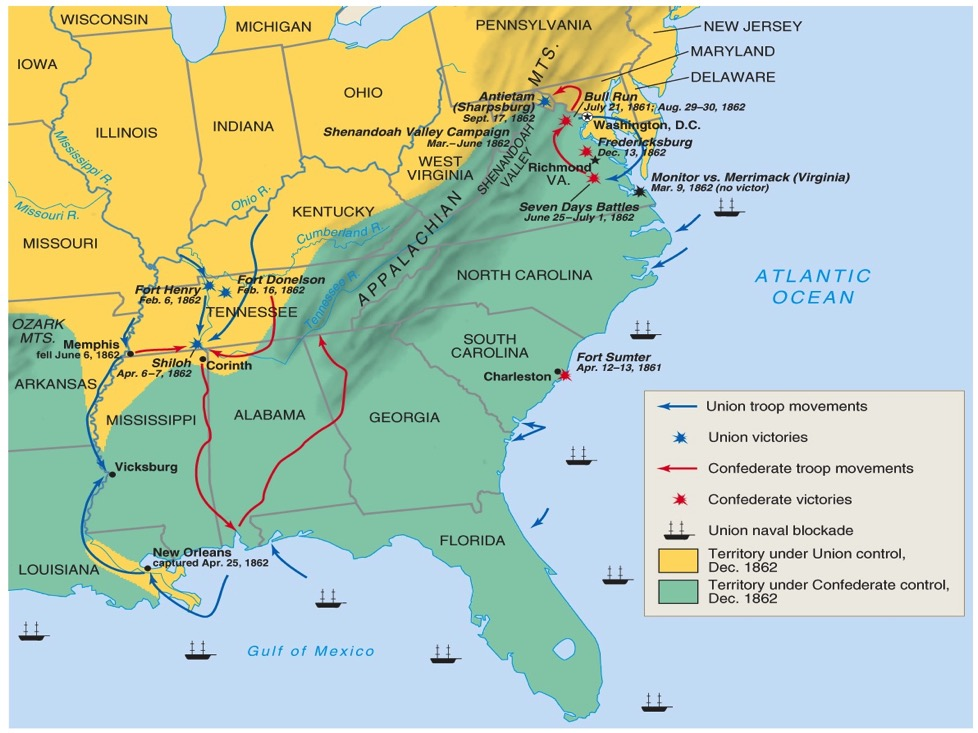 WISCONSIN
MICHIGAN
PENNSYLVANIA
NEW JERSEY
MARYLAND
DELAWARE
IOWA
OHIO
MTS.
ILLINOIS
INDIANA
Antietam
(Sharpsburg)
Sept. 17, 1862
Bull Run
July 21, 1861; Aug. 29–30, 1862
Washington, D.C.
Shenandoah Valley Campaign
Mar.–June 1862
Fredericksburg
Dec. 13, 1862
Mississippi R.
WEST
VIRGINIA
SHENANDOAH
VALLEY
Richmond
VA.
Monitor vs. Merrimack (Virginia)
Mar. 9, 1862 (no victor)
Missouri R.
Ohio R.
Seven Days Battles
June 25–July 1, 1862
KENTUCKY
Cumberland R.
MISSOURI
APPALACHIAN
NORTH CAROLINA
ATLANTIC
OCEAN
Fort Henry
Feb. 6, 1862
Fort Donelson
Feb. 16, 1862
TENNESSEE
Tennessee R.
OZARK
MTS.
Memphis
fell June 6, 1862
Shiloh
Apr. 6–7, 1862
Corinth
SOUTH
CAROLINA
Fort Sumter
Apr. 12–13, 1861
Charleston
ARKANSAS
MISSISSIPPI
ALABAMA
GEORGIA
Vicksburg
New Orleans
captured Apr. 25, 1862
LOUISIANA
FLORIDA
Gulf of Mexico
Union troop movements
Union victories
Confederate troop movements
Confederate victories
Union naval blockade
Territory under Union control,
Dec. 1862
Territory under Confederate control,
Dec. 1862